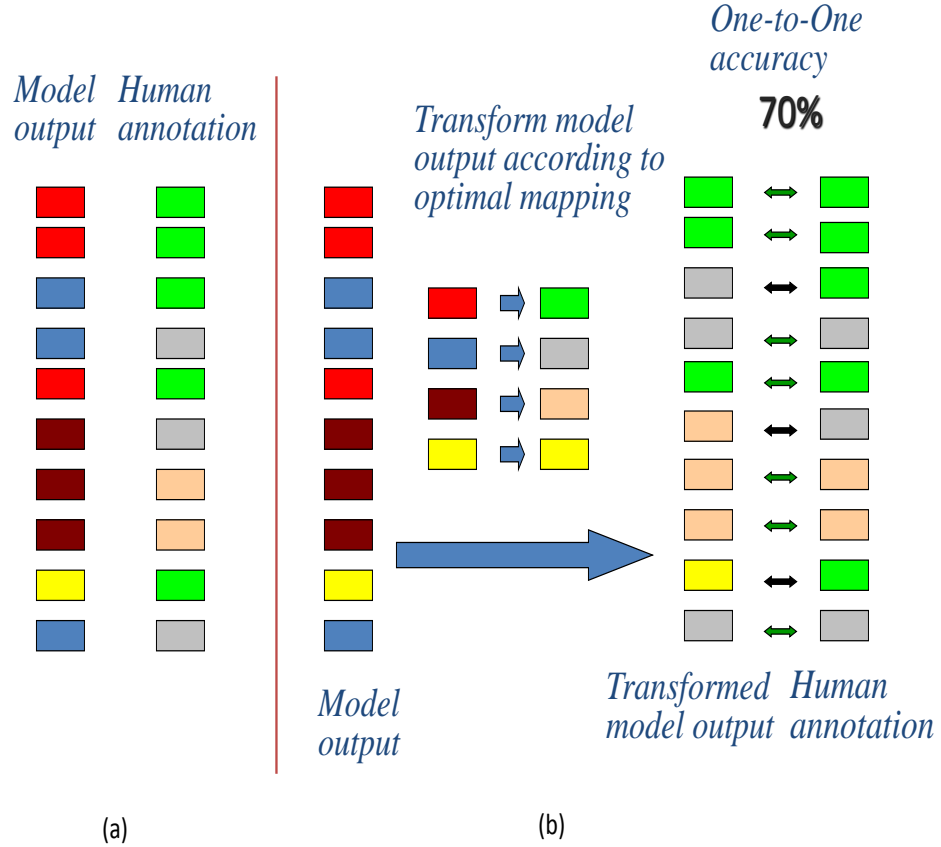 Model
output
Human
annotation
Transform model
output according to
optimal mapping
One-to-One
accuracy
70%
Model
output
Transformed
model output
Human
annotation
(a)
(b)